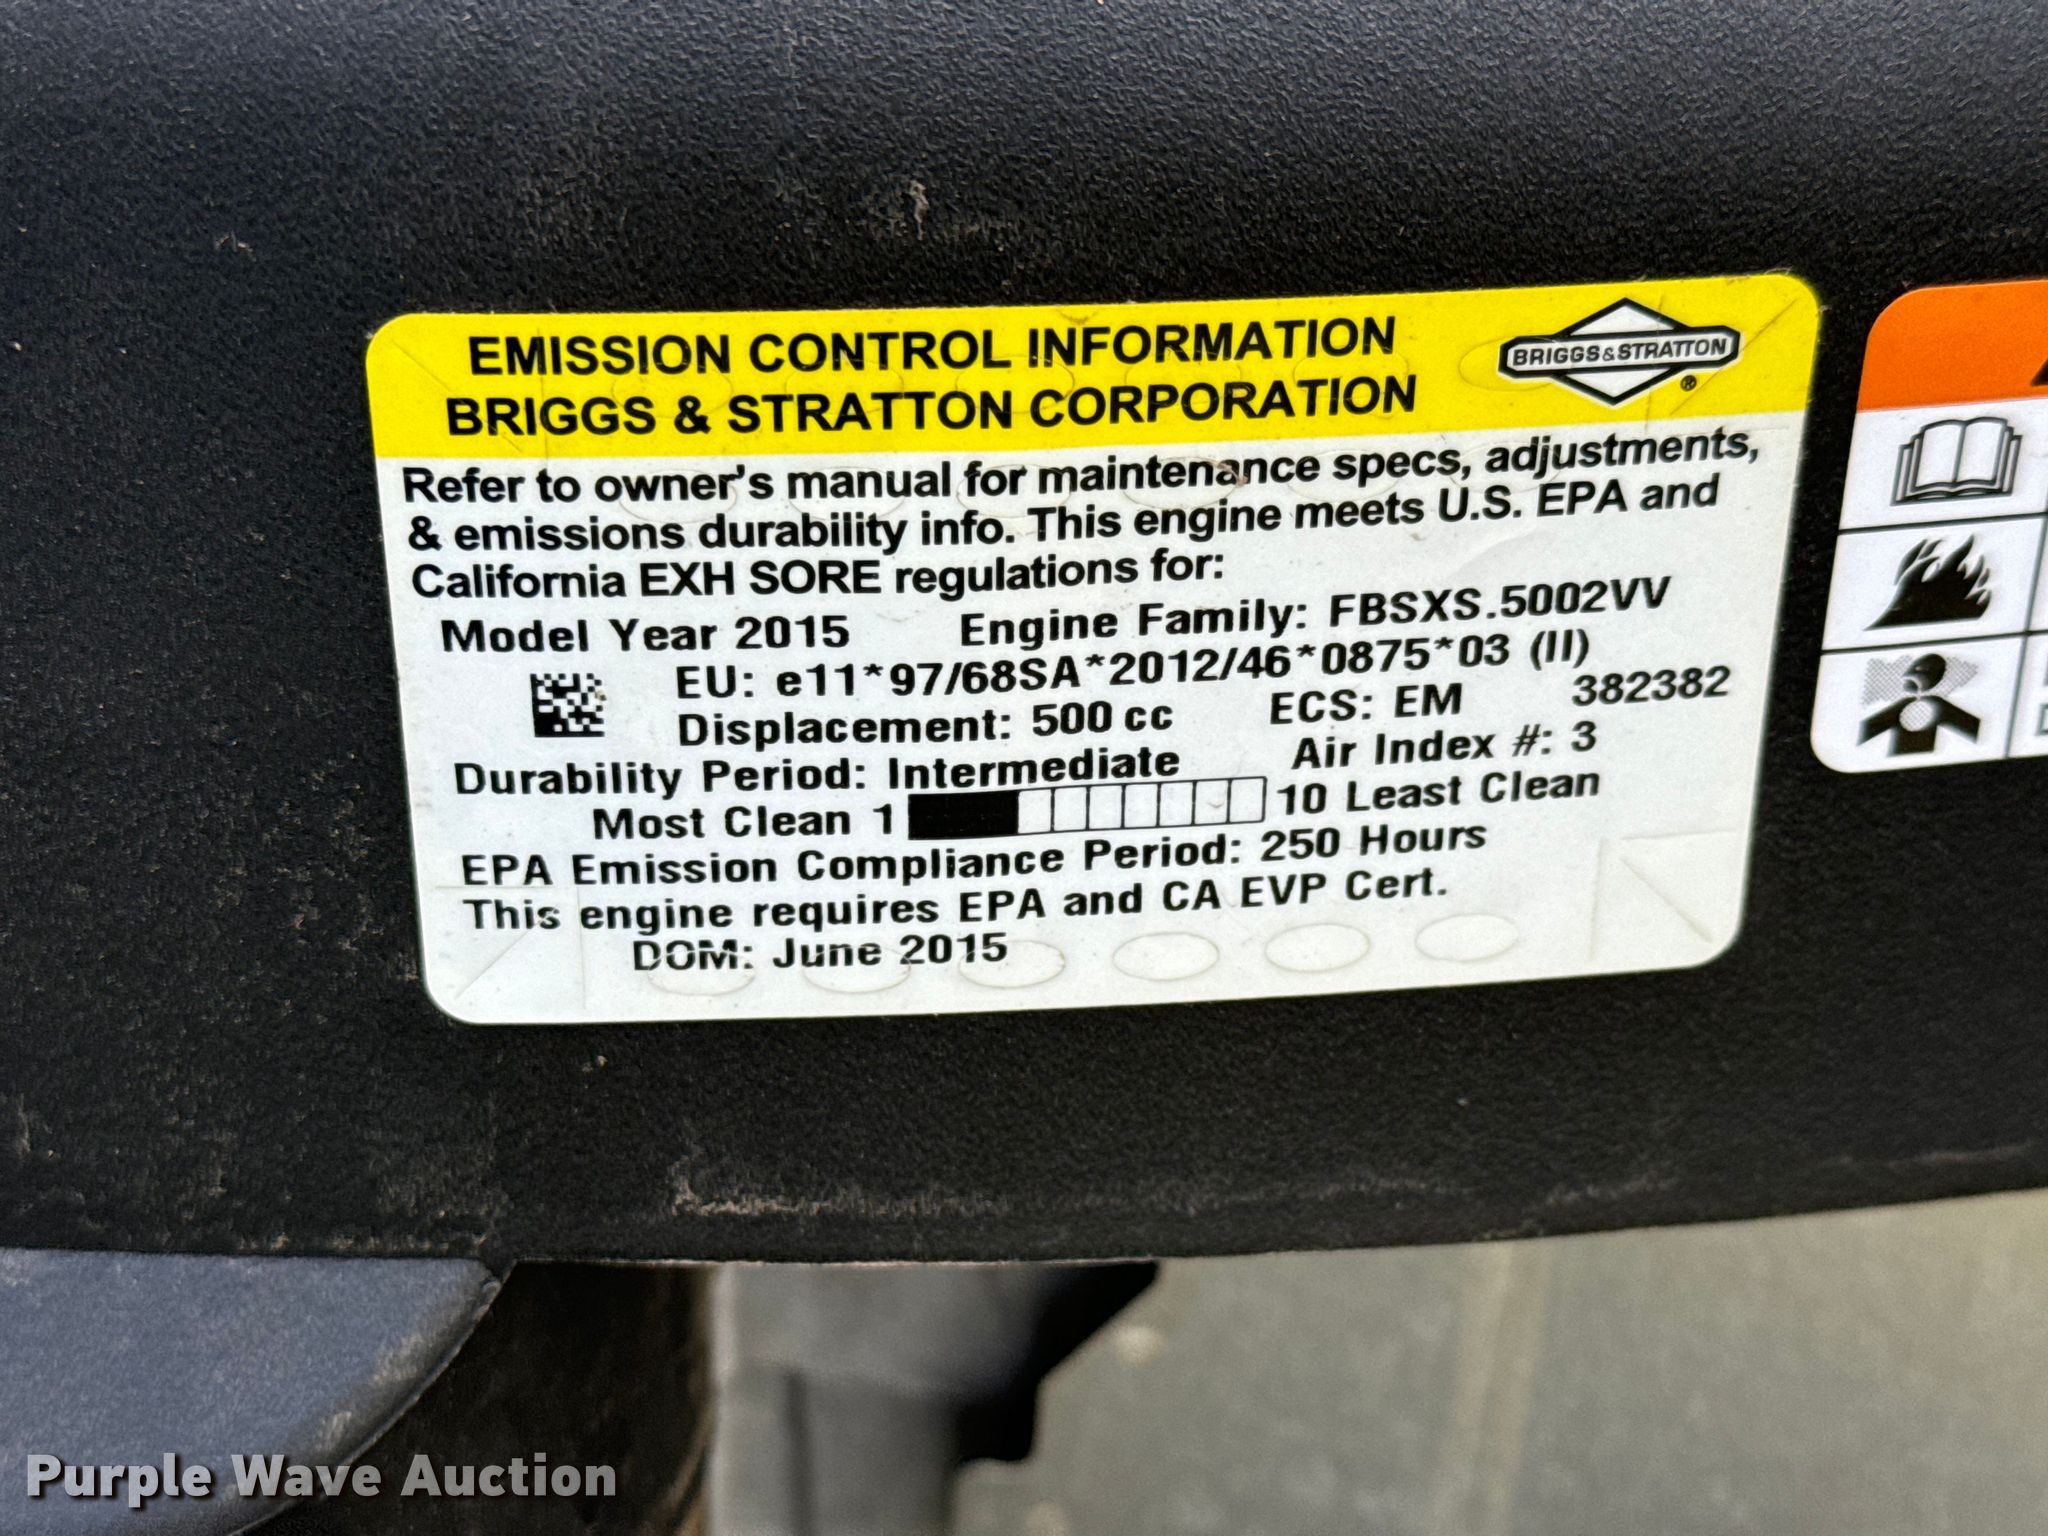 EMISSION CONTROL INFORMATION
BRIGGS & STRATTON CORPORATION
BRIGGS&STRATTON
®
Refer to owner's manual for maintenance specs, adjustments,
& emissions durability info. This engine meets U.S. EPA and
California EXH SORE regulations for:
Model Year 2015 Engine Family: FBSXS.5002VV
EU: e11*97/68SA*2012/46*0875*03 (II)
Displacement: 500 cc ECS: EM 382382
Durability Period: Intermediate Air Index #: 3
Most Clean 1 10 Least Clean
EPA Emission Compliance Period: 250 Hours
This engine requires EPA and CA EVP Cert.
DOM: June 2015
Purple Wave Auction